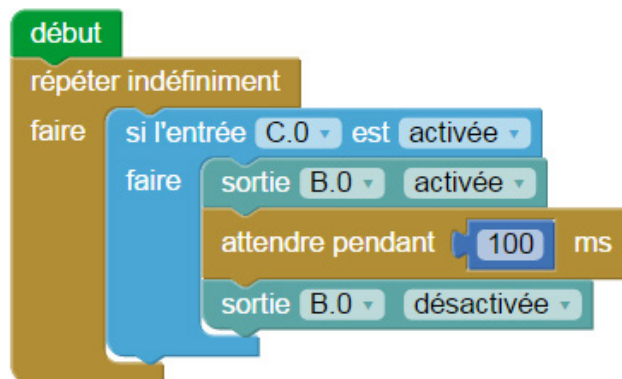 début
répéter indéfiniment
faire si l'entrée C.0 est activée
faire sortie B.0 activée
attendre pendant 100 ms
sortie B.0 désactivée